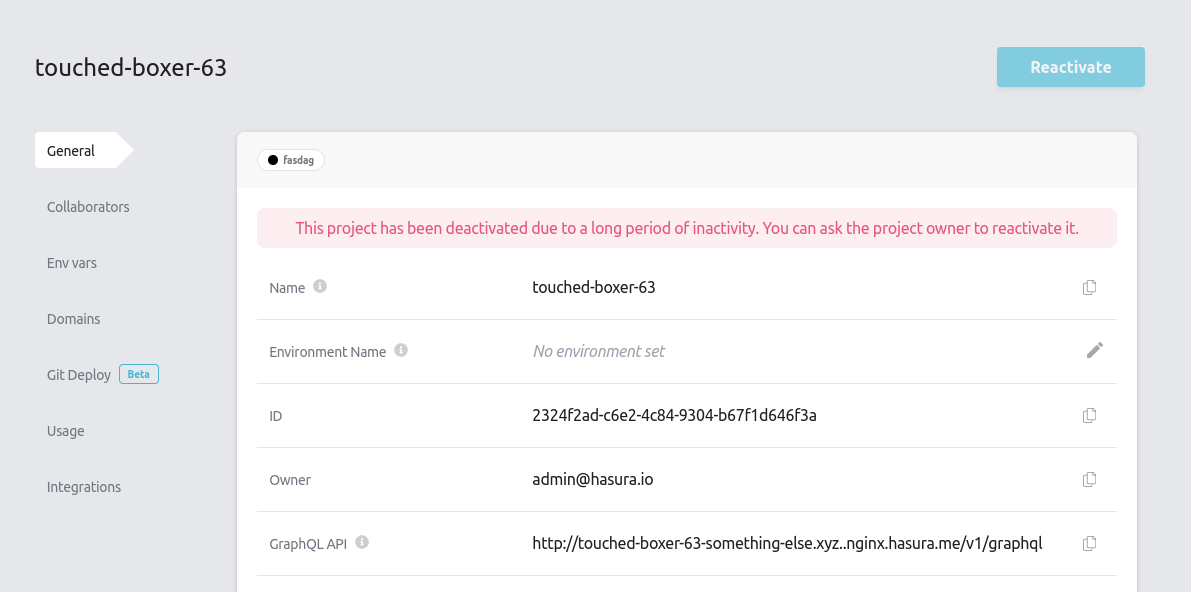 touched-boxer-63
Reactivate
General
Collaborators
Env vars
Domains
Git Deploy Beta
Usage
Integrations
fasdag
This project has been deactivated due to a long period of inactivity. You can ask the project owner to reactivate it.
Name touched-boxer-63
Environment Name No environment set
ID 2324f2ad-c6e2-4c84-9304-b67f1d646f3a
Owner admin@hasura.io
GraphQL API http://touched-boxer-63-something-else.xyz..nginx.hasura.me/v1/graphql